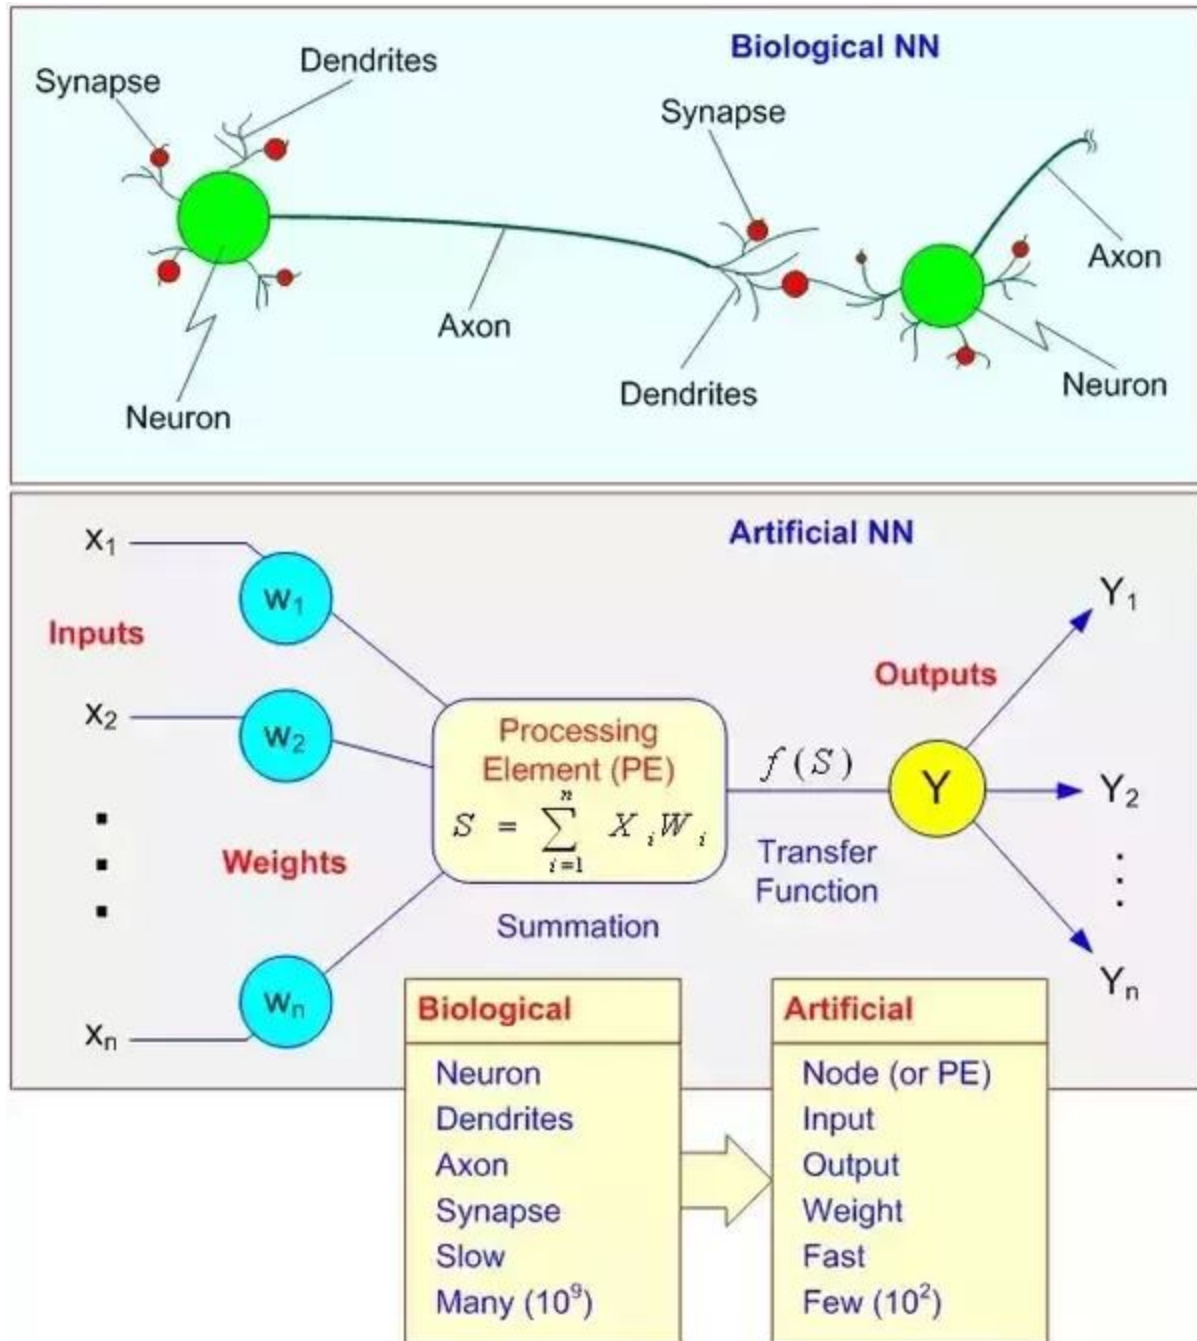 Biological NN
Dendrites
Synapse
Synapse
Axon
Axon
Dendrites
Neuron
Neuron
Artificial NN
x₁
w₁
Y₁
Inputs
Outputs
x₂
w₂
Processing
Element (PE)
S = ∑ⁿᵢ₌₁ XᵢWᵢ
f(S)
Y
Y₂
Transfer
Function
Weights
Summation
wₙ
xₙ
Yₙ
Biological
Neuron
Dendrites
Axon
Synapse
Slow
Many (10⁹)
Artificial
Node (or PE)
Input
Output
Weight
Fast
Few (10²)